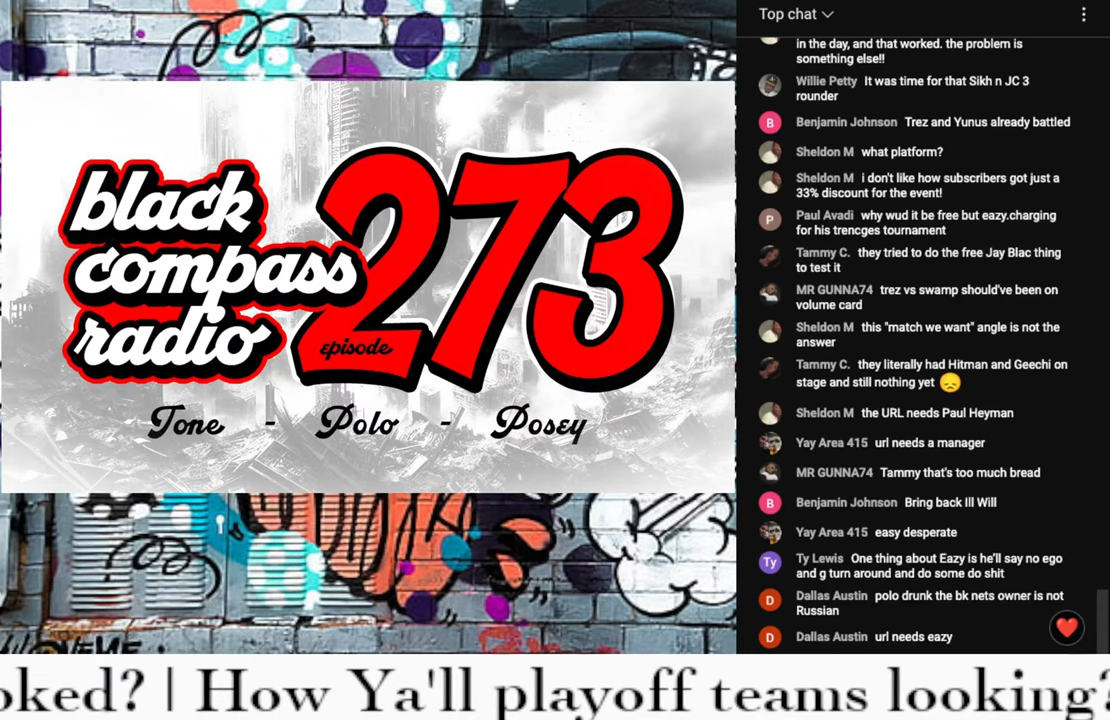 black
compass
radio
273
episode
Tone - Polo - Posey
Top chat
in the day, and that worked. the problem is
something else!!
Willie Petty It was time for that Sikh n JC 3
rounder
B Benjamin Johnson Trez and Yunus already battled
Sheldon M what platform?
Sheldon M i don't like how subscribers got just a
33% discount for the event!
P Paul Avadi why wud it be free but eazy.charging
for his trencges tournament
Tammy C. they tried to do the free Jay Blac thing
to test it
MR GUNNA74 trez vs swamp should've been on
volume card
Sheldon M this "match we want" angle is not the
answer
Tammy C. they literally had Hitman and Geechi on
stage and still nothing yet 😞
Sheldon M the URL needs Paul Heyman
Yay Area 415 url needs a manager
MR GUNNA74 Tammy that's too much bread
B Benjamin Johnson Bring back Ill Will
Yay Area 415 easy desperate
Ty Ty Lewis One thing about Eazy is he'll say no ego
and g turn around and do some do shit
D Dallas Austin polo drunk the bk nets owner is not
Russian
D Dallas Austin url needs eazy
oked? | How Ya'll playoff teams looking?